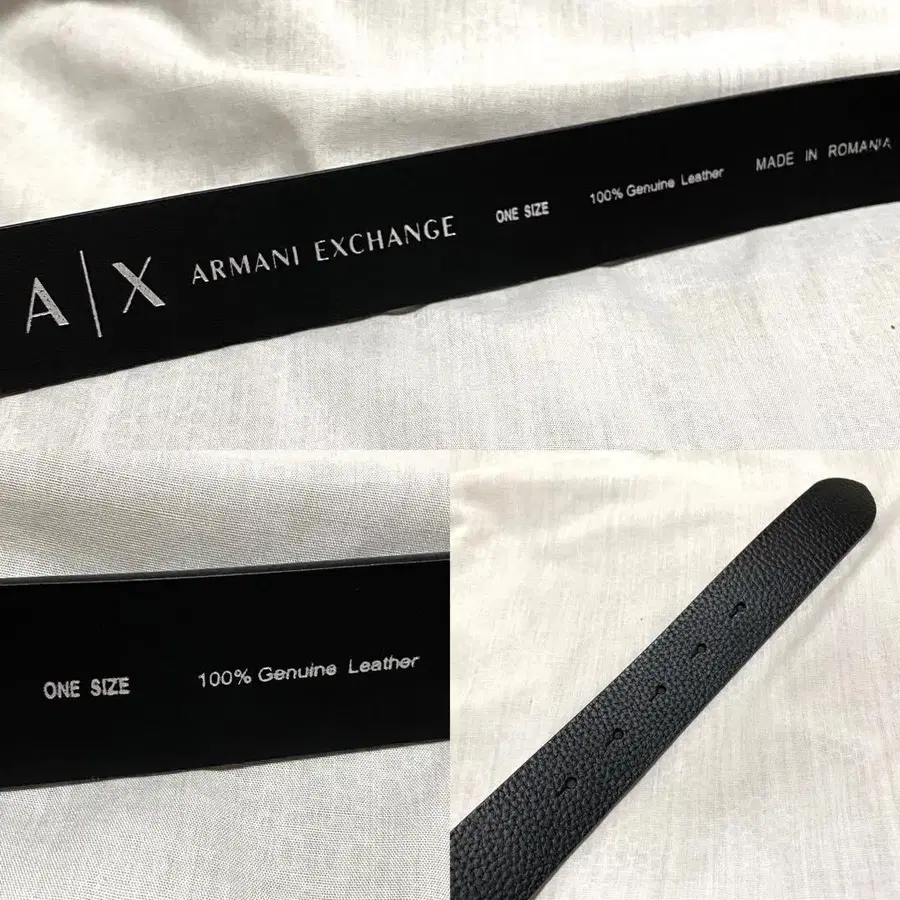 A|X ARMANI EXCHANGE ONE SIZE 100% Genuine Leather MADE IN ROMANIA
ONE SIZE 100% Genuine Leather